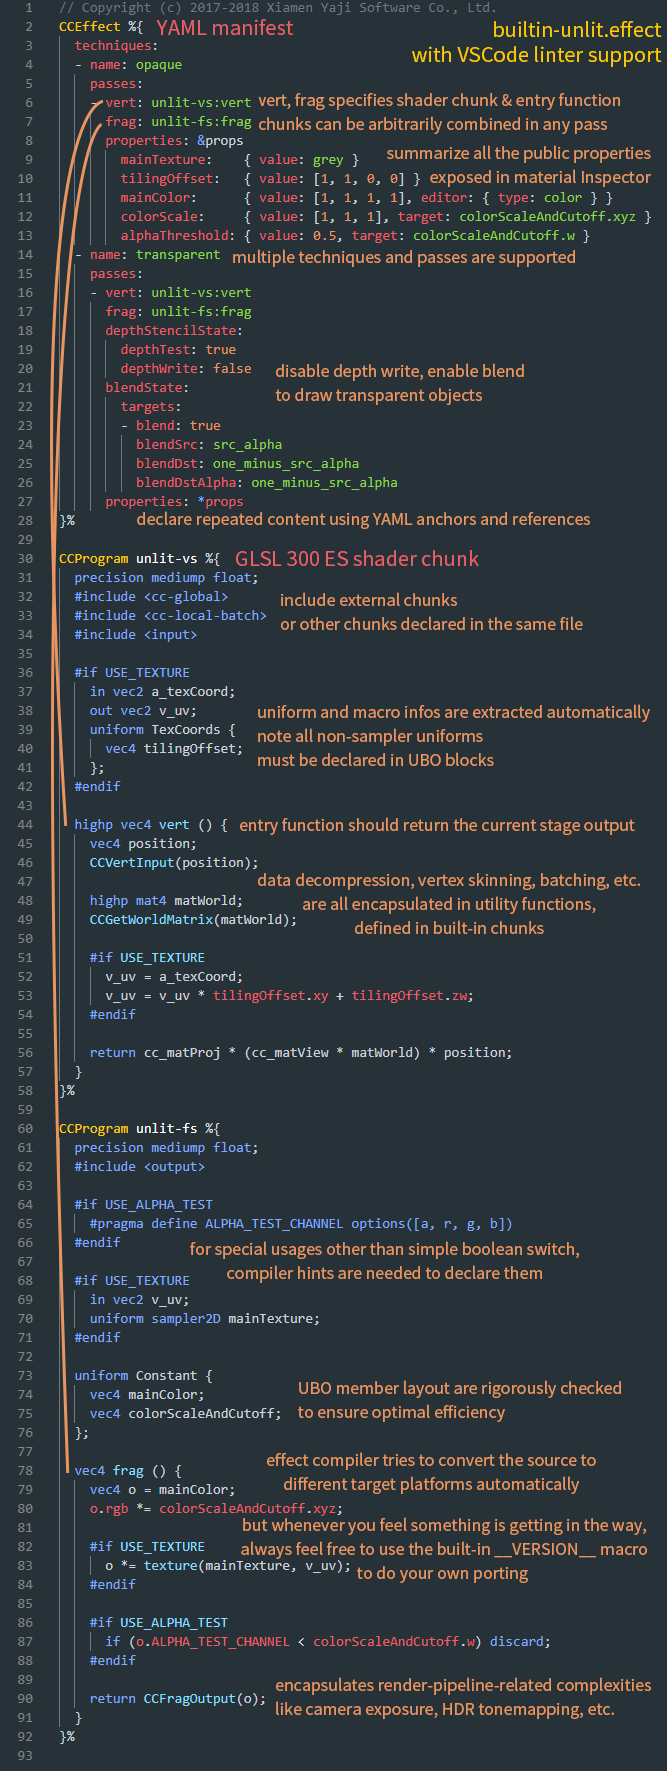 1 // Copyright (c) 2017-2018 Xiamen Yaji Software Co., Ltd.
2 CCEffect %{ YAML manifest builtin-unlit.effect
3 techniques: with VSCode linter support
4 - name: opaque
5 passes:
6 - vert: unlit-vs:vert vert, frag specifies shader chunk & entry function
7 frag: unlit-fs:frag chunks can be arbitrarily combined in any pass
8 properties: &props
9 mainTexture: { value: grey } summarize all the public properties
10 tilingOffset: { value: [1, 1, 0, 0] } exposed in material Inspector
11 mainColor: { value: [1, 1, 1, 1], editor: { type: color } }
12 colorScale: { value: [1, 1, 1], target: colorScaleAndCutoff.xyz }
13 alphaThreshold: { value: 0.5, target: colorScaleAndCutoff.w }
14 - name: transparent multiple techniques and passes are supported
15 passes:
16 - vert: unlit-vs:vert
17 frag: unlit-fs:frag
18 depthStencilState:
19 depthTest: true
20 depthWrite: false disable depth write, enable blend
21 blendState: to draw transparent objects
22 targets:
23 - blend: true
24 blendSrc: src_alpha
25 blendDst: one_minus_src_alpha
26 blendDstAlpha: one_minus_src_alpha
27 properties: *props
28 }% declare repeated content using YAML anchors and references
29
30 CCProgram unlit-vs %{ GLSL 300 ES shader chunk
31 precision mediump float;
32 #include <cc-global> include external chunks
33 #include <cc-local-batch> or other chunks declared in the same file
34 #include <input>
35
36 #if USE_TEXTURE
37 in vec2 a_texCoord;
38 out vec2 v_uv; uniform and macro infos are extracted automatically
39 uniform TexCoords { note all non-sampler uniforms
40 vec4 tilingOffset; must be declared in UBO blocks
41 };
42 #endif
43
44 highp vec4 vert () { entry function should return the current stage output
45 vec4 position;
46 CCVertInput(position);
47 data decompression, vertex skinning, batching, etc.
48 highp mat4 matWorld; are all encapsulated in utility functions,
49 CCGetWorldMatrix(matWorld); defined in built-in chunks
50
51 #if USE_TEXTURE
52 v_uv = a_texCoord;
53 v_uv = v_uv * tilingOffset.xy + tilingOffset.zw;
54 #endif
55
56 return cc_matProj * (cc_matView * matWorld) * position;
57 }
58 }%
59
60 CCProgram unlit-fs %{
61 precision mediump float;
62 #include <output>
63
64 #if USE_ALPHA_TEST
65 #pragma define ALPHA_TEST_CHANNEL options([a, r, g, b])
66 #endif for special usages other than simple boolean switch,
67 compiler hints are needed to declare them
68 #if USE_TEXTURE
69 in vec2 v_uv;
70 uniform sampler2D mainTexture;
71 #endif
72
73 uniform Constant {
74 vec4 mainColor; UBO member layout are rigorously checked
75 vec4 colorScaleAndCutoff; to ensure optimal efficiency
76 };
77
78 vec4 frag () { effect compiler tries to convert the source to
79 vec4 o = mainColor; different target platforms automatically
80 o.rgb *= colorScaleAndCutoff.xyz;
81 but whenever you feel something is getting in the way,
82 #if USE_TEXTURE always feel free to use the built-in __VERSION__ macro
83 o *= texture(mainTexture, v_uv); to do your own porting
84 #endif
85
86 #if USE_ALPHA_TEST
87 if (o.ALPHA_TEST_CHANNEL < colorScaleAndCutoff.w) discard;
88 #endif
89 encapsulates render-pipeline-related complexities
90 return CCFragOutput(o); like camera exposure, HDR tonemapping, etc.
91 }
92 }%
93